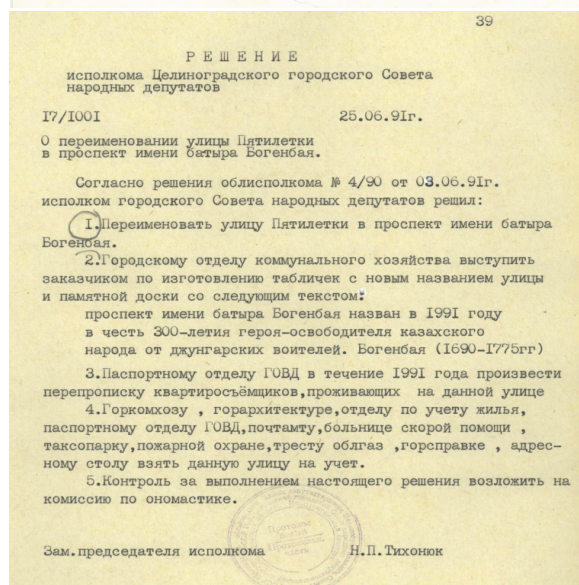 39
РЕШЕНИЕ
исполкома Целиноградского городского Совета
народных депутатов
I7/I00I 25.06.9Iг.
О переименовании улицы Пятилетки
в проспект имени батыра Богенбая.
Согласно решения облисполкома № 4/90 от 03.06.9Iг.
исполком городского Совета народных депутатов решил:
I.Переименовать улицу Пятилетки в проспект имени батыра
Богенбая.
2.Городскому отделу коммунального хозяйства выступить
заказчиком по изготовлению табличек с новым названием улицы
и памятной доски со следующим текстом:
проспект имени батыра Богенбая назван в I99I году
в честь 300-летия героя-освободителя казахского
народа от джунгарских воителей. Богенбая (I690-I775гг)
3.Паспортному отделу ГОВД в течение I99I года произвести
перепрописку квартиросъёмщиков,проживающих на данной улице
4.Горкомхозу , горархитектуре,отделу по учету жилья,
паспортному отделу ГОВД,почтамту,больнице скорой помощи ,
таксопарку,пожарной охране,тресту облгаз ,горсправке , адрес-
ному столу взять данную улицу на учет.
5.Контроль за выполнением настоящего решения возложить на
комиссию по ономастике.
Зам.председателя исполкома Н.П.Тихонюк